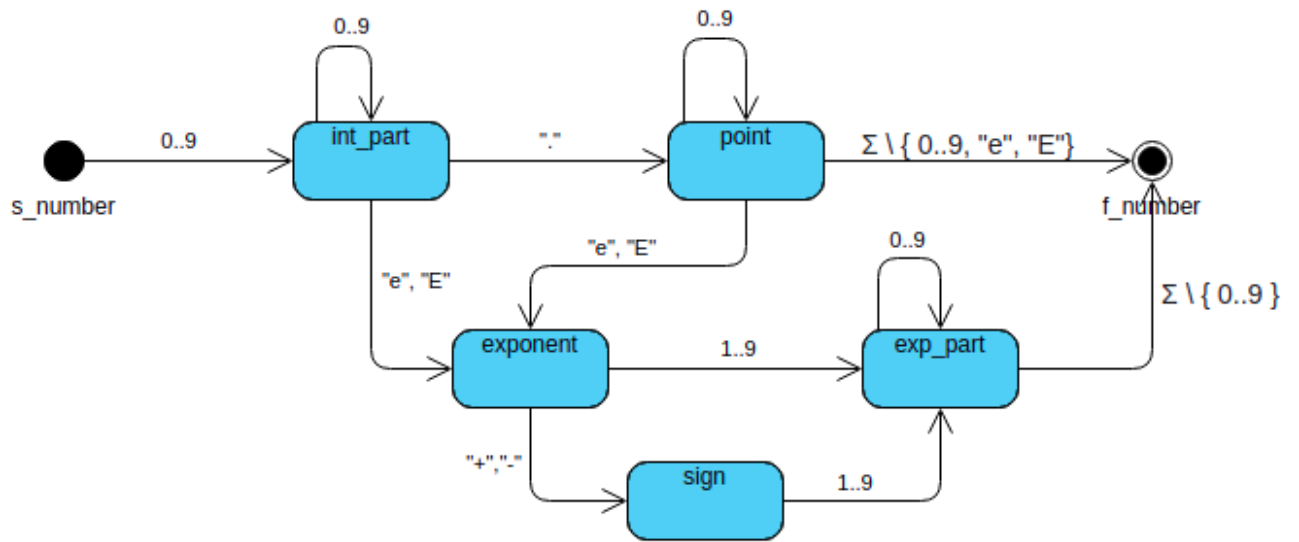 0..9
0..9
0..9
int_part
"."
point
Σ \ { 0..9, "e", "E"}
s_number
f_number
"e", "E"
"e", "E"
0..9
Σ \ { 0..9 }
exponent
1..9
exp_part
"+","-"
sign
1..9